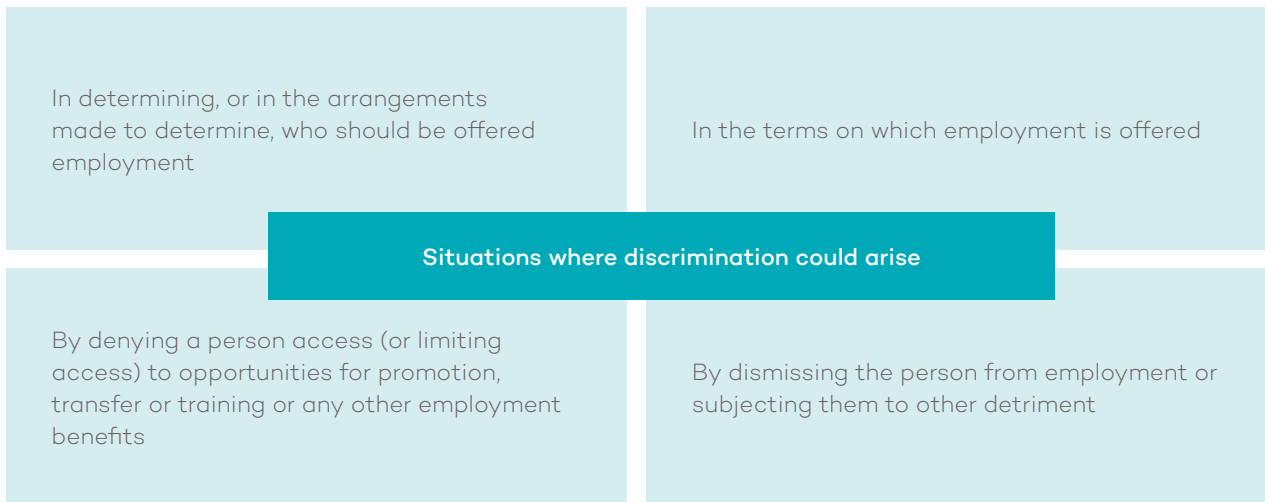 In determining, or in the arrangements
made to determine, who should be offered
employment
In the terms on which employment is offered
Situations where discrimination could arise
By denying a person access (or limiting
access) to opportunities for promotion,
transfer or training or any other employment
benefits
By dismissing the person from employment or
subjecting them to other detriment